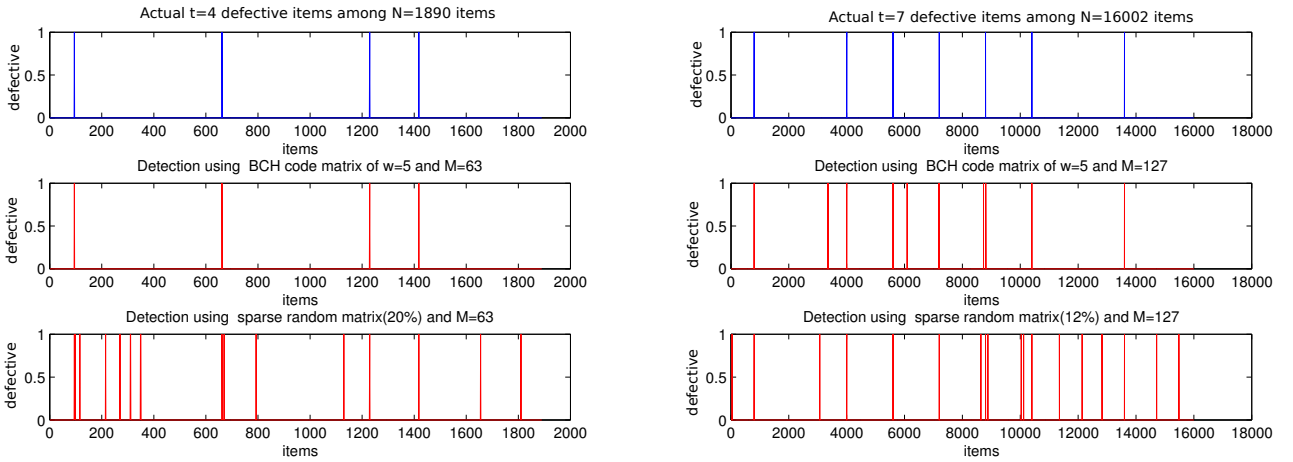 Actual t=4 defective items among N=1890 items
1
0.5
0
defective
0 200 400 600 800 1000 1200 1400 1600 1800 2000
items
Detection using BCH code matrix of w=5 and M=63
1
0.5
0
defective
0 200 400 600 800 1000 1200 1400 1600 1800 2000
items
Detection using sparse random matrix(20%) and M=63
1
0.5
0
defective
0 200 400 600 800 1000 1200 1400 1600 1800 2000
items
Actual t=7 defective items among N=16002 items
1
0.5
0
defective
0 2000 4000 6000 8000 10000 12000 14000 16000 18000
items
Detection using BCH code matrix of w=5 and M=127
1
0.5
0
defective
0 2000 4000 6000 8000 10000 12000 14000 16000 18000
items
Detection using sparse random matrix(12%) and M=127
1
0.5
0
defective
0 2000 4000 6000 8000 10000 12000 14000 16000 18000
items